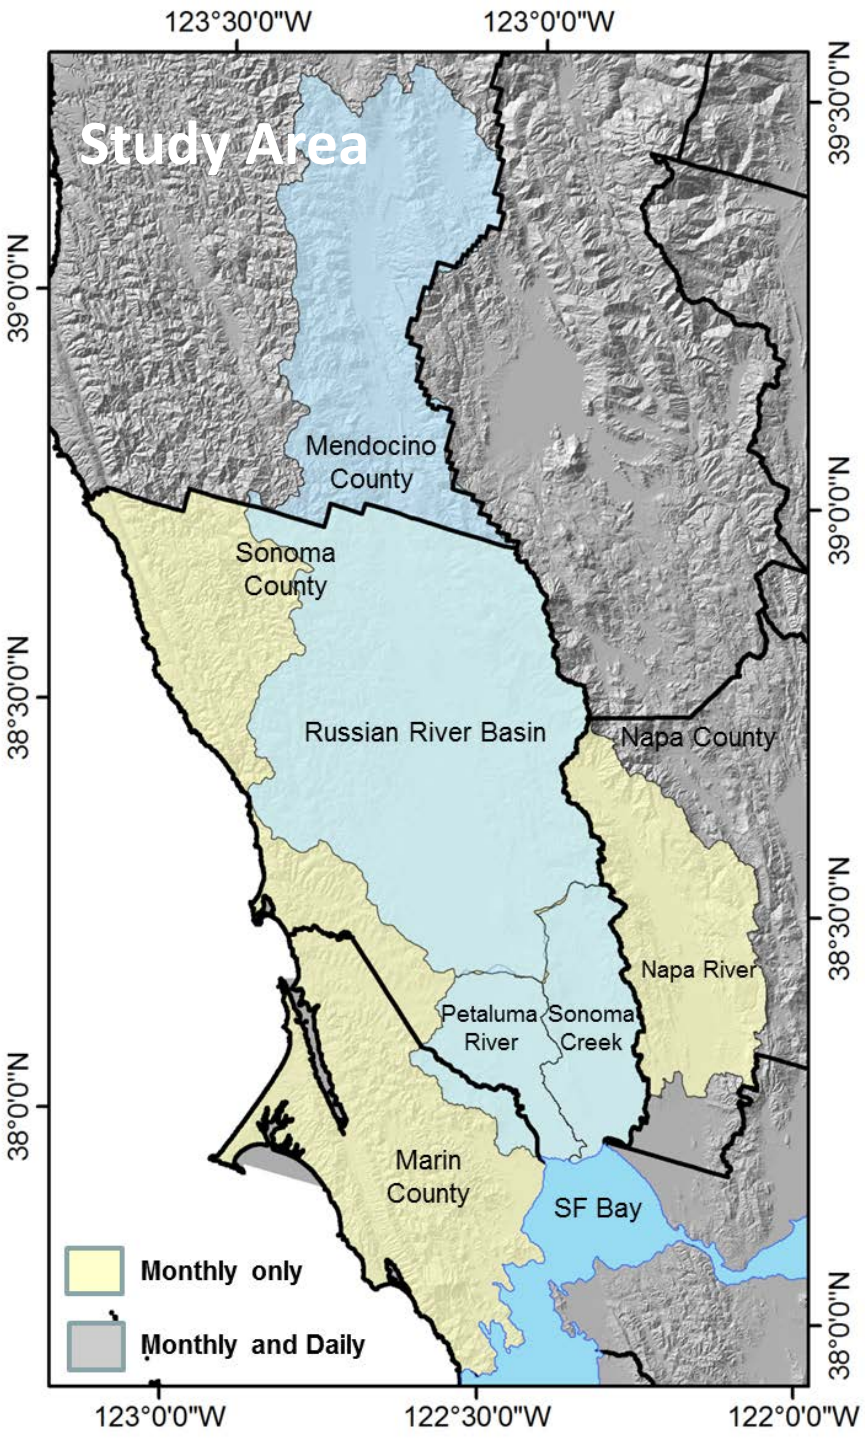 123°30'0"W 123°0'0"W
Study Area
39°30'0"N
39°0'0"N
Mendocino
County
39°0'0"N
Sonoma
County
38°30'0"N
Russian River Basin
Napa County
38°30'0"N
Napa River
Petaluma
River
Sonoma
Creek
38°0'0"N
Marin
County
SF Bay
Monthly only
Monthly and Daily
38°0'0"N
123°0'0"W 122°30'0"W 122°0'0"W